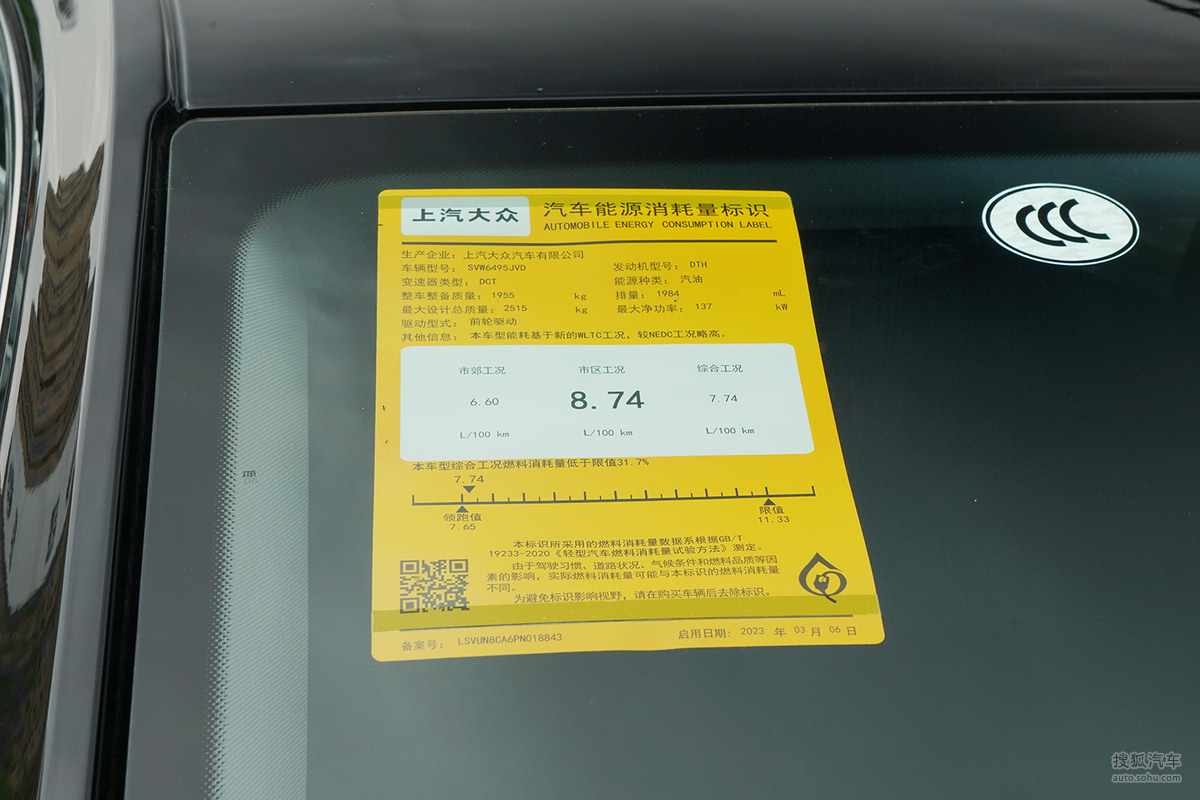 上汽大众
汽车能源消耗量标识
AUTOMOBILE ENERGY CONSUMPTION LABEL
生产企业: 上汽大众汽车有限公司
车辆型号: SVW6495JVD 发动机型号: DTH
变速器类型: DCT 能源种类: 汽油
整车整备质量: 1955 kg 排量: 1984 mL
最大设计总质量: 2515 kg 最大净功率: 137 kW
驱动型式: 前轮驱动
其他信息: 本车型能耗基于新的WLTC工况, 较NEDC工况略高。
市郊工况 市区工况 综合工况
6.60 8.74 7.74
L/100 km L/100 km L/100 km
本车型综合工况燃料消耗量低于限值31.7%
7.74
领跑值 限值
7.65 11.33
本标识所采用的燃料消耗量数据系根据GB/T
19233-2020《轻型汽车燃料消耗量试验方法》测定。
由于驾驶习惯、道路状况、气候条件和燃料品质等因
素的影响, 实际燃料消耗量可能与本标识的燃料消耗量
不同。
为避免标识影响视野, 请在购买车辆后去除标识。
备案号: LSVUN8CA6PN018843 启用日期: 2023 年 03 月 06 日
CCC
搜狐汽车
auto.sohu.com